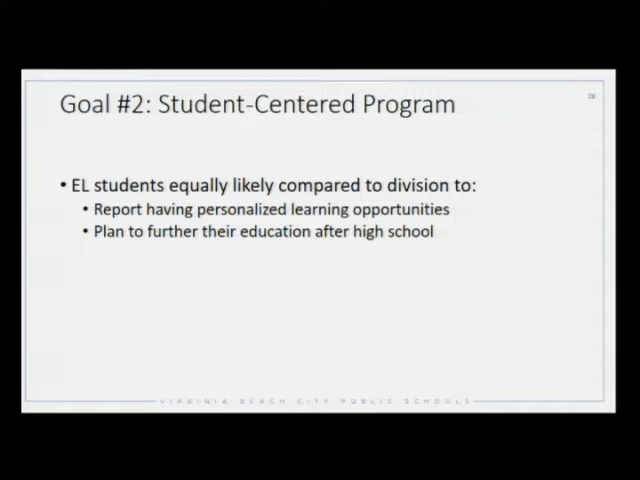 Goal #2: Student-Centered Program
• EL students equally likely compared to division to:
• Report having personalized learning opportunities
• Plan to further their education after high school
VIRGINIA BEACH CITY PUBLIC SCHOOLS